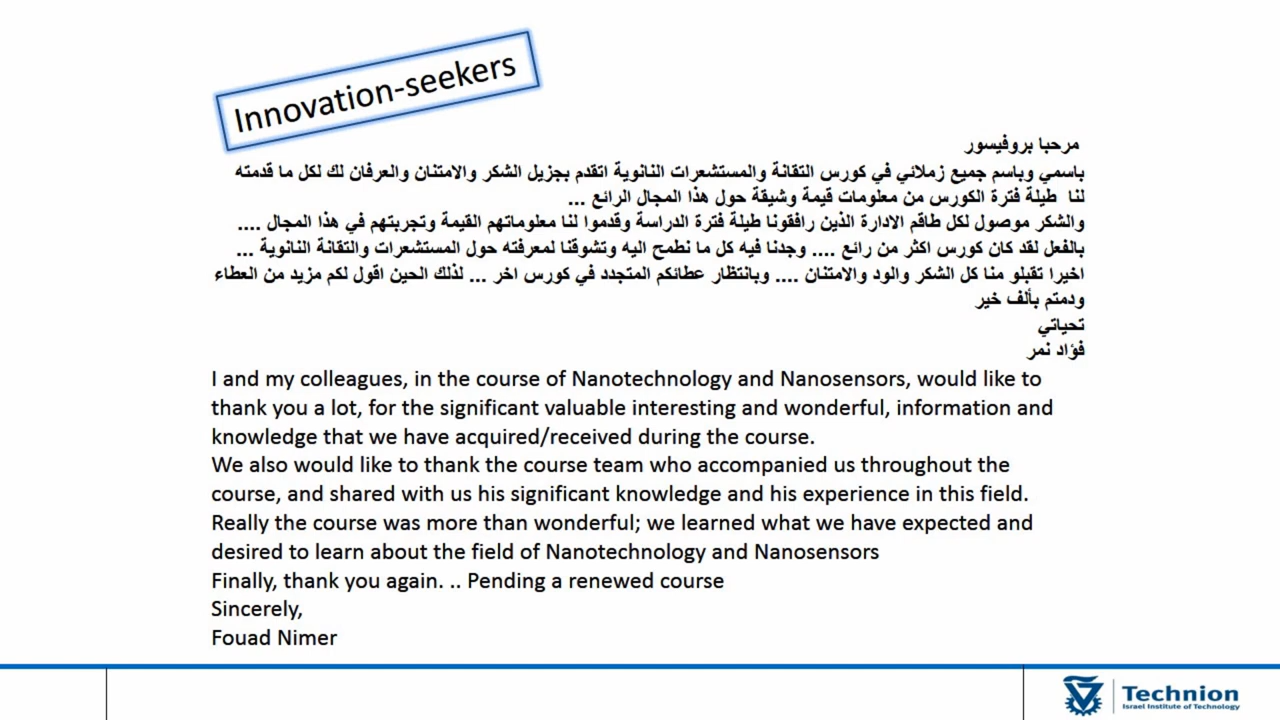 Innovation-seekers
مرحبا بروفيسور
باسمي وباسم جميع زملائي في كورس التقانة والمستشعرات النانوية اتقدم بجزيل الشكر والامتنان والعرفان لك لكل ما قدمته
لنا طيلة فترة الكورس من معلومات قيمة وشيقة حول هذا المجال الرائع ...
والشكر موصول لكل طاقم الادارة الذين رافقونا طيلة فترة الدراسة وقدموا لنا معلوماتهم القيمة وتجربتهم في هذا المجال ....
بالفعل لقد كان كورس اكثر من رائع .... وجدنا فيه كل ما نطمح اليه وتشوقنا لمعرفته حول المستشعرات والتقانة النانوية ...
اخيرا تقبلو منا كل الشكر والود والامتنان .... وبانتظار عطائكم المتجدد في كورس اخر ... لذلك الحين اقول لكم مزيد من العطاء
ودمتم بألف خير
تحياتي
فؤاد نمر
I and my colleagues, in the course of Nanotechnology and Nanosensors, would like to
thank you a lot, for the significant valuable interesting and wonderful, information and
knowledge that we have acquired/received during the course.
We also would like to thank the course team who accompanied us throughout the
course, and shared with us his significant knowledge and his experience in this field.
Really the course was more than wonderful; we learned what we have expected and
desired to learn about the field of Nanotechnology and Nanosensors
Finally, thank you again. .. Pending a renewed course
Sincerely,
Fouad Nimer
Technion
Israel Institute of Technology